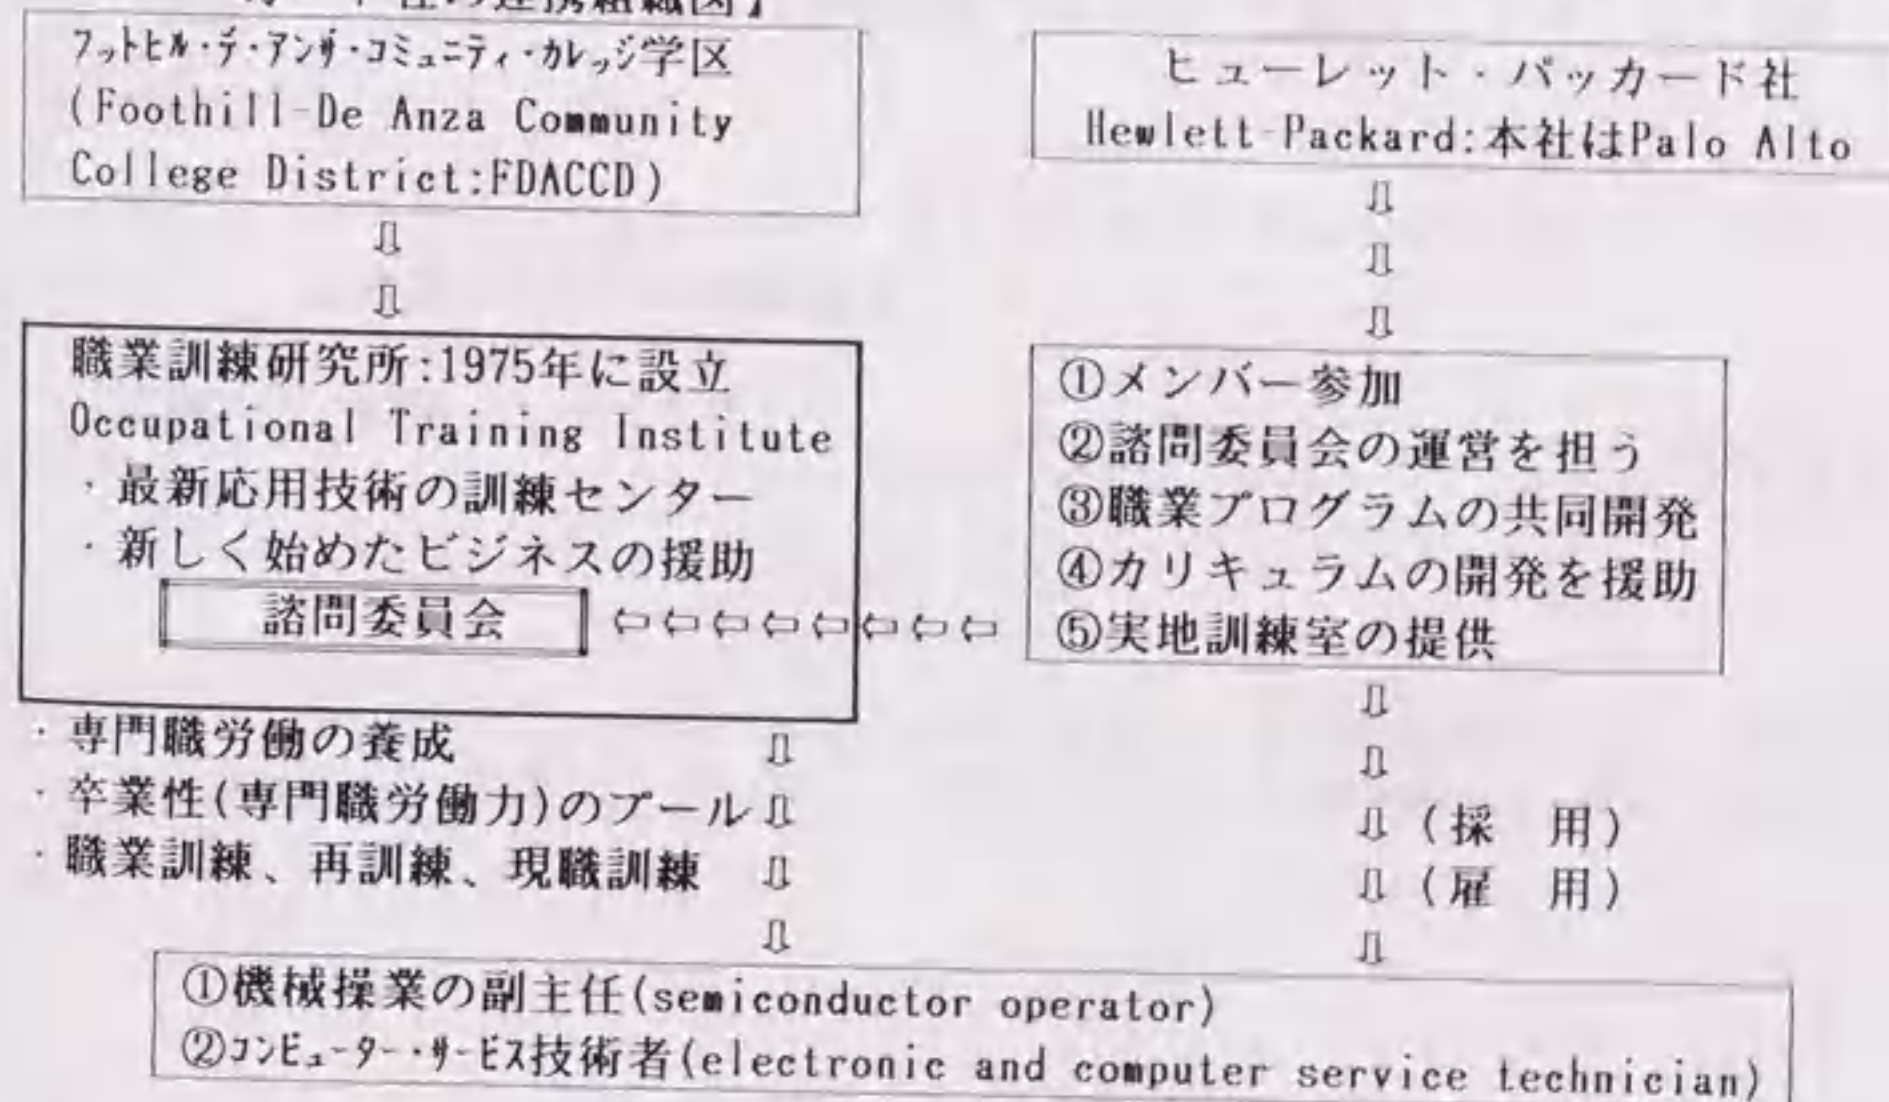 の連携組織図】
フットヒル・デ・アンザ・コミュニティ・カレッジ学区
(Foothill-De Anza Community
College District:FDACCD)
ヒューレット・パッカード社
Hewlett-Packard:本社はPalo Alto
⇩
⇩
⇩
⇩
⇩
職業訓練研究所:1975年に設立
Occupational Training Institute
・最新応用技術の訓練センター
・新しく始めたビジネスの援助
諮問委員会 ⇦⇦⇦⇦⇦⇦⇦⇦
①メンバー参加
②諮問委員会の運営を担う
③職業プログラムの共同開発
④カリキュラムの開発を援助
⑤実地訓練室の提供
・専門職労働の養成 ⇩
・卒業性(専門職労働力)のプール⇩
・職業訓練、再訓練、現職訓練 ⇩
⇩
⇩
⇩
⇩(採 用)
⇩(雇 用)
⇩
①機械操業の副主任(semiconductor operator)
②コンピューター・サービス技術者(electronic and computer service technician)